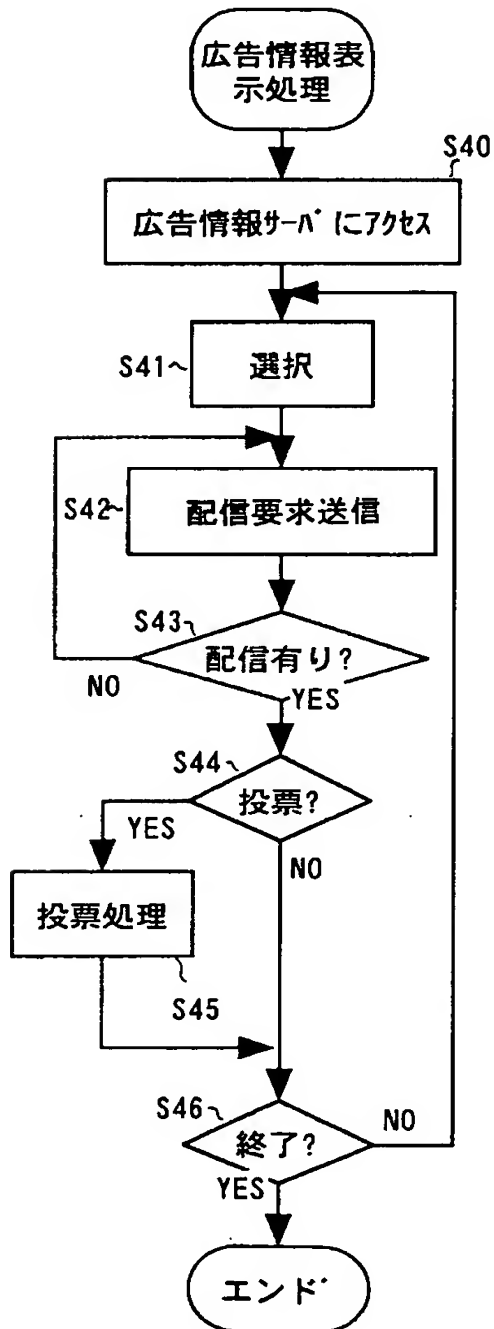 広告情報表
示処理
S40
広告情報サーバにアクセス
S41
選択
S42
配信要求送信
S43
配信有り?
NO
YES
S44
投票?
YES
NO
投票処理
S45
S46
終了?
NO
YES
エンド